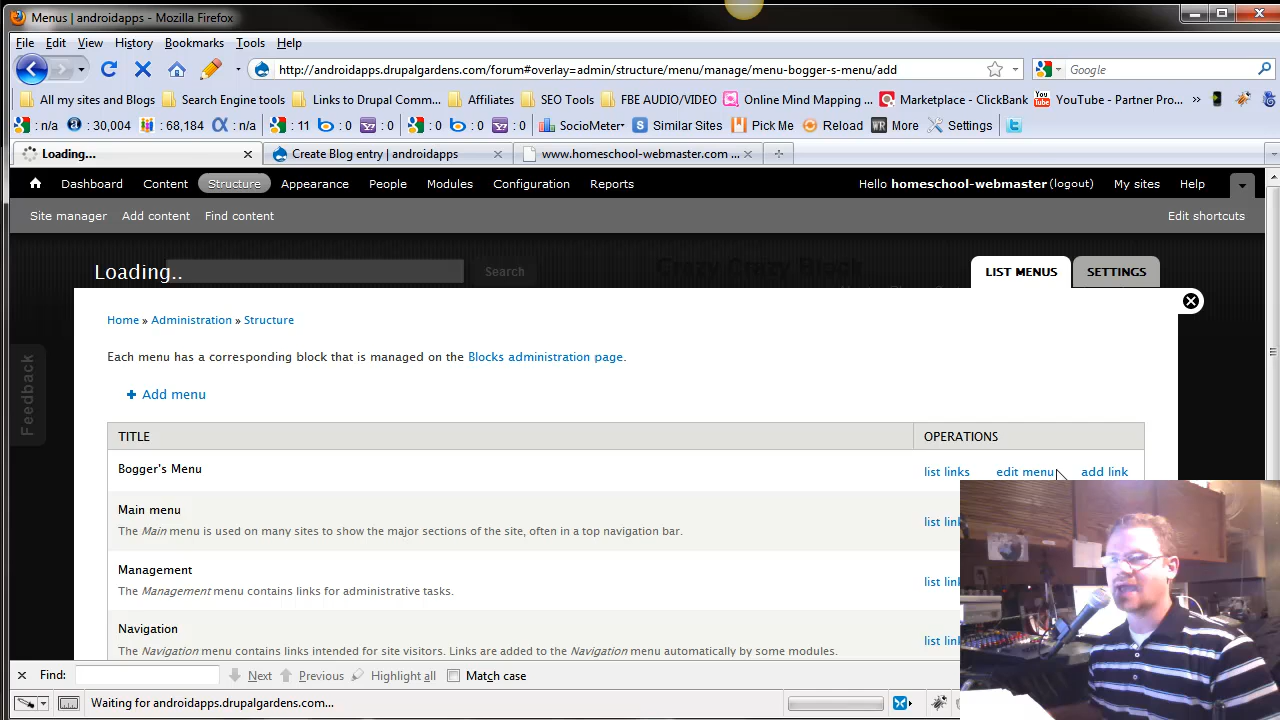 Menus | androidapps - Mozilla Firefox
File Edit View History Bookmarks Tools Help
http://androidapps.drupalgardens.com/forum#overlay=admin/structure/menu/manage/menu-bogger-s-menu/add
Google
All my sites and Blogs Search Engine tools Links to Drupal Comm... Affiliates SEO Tools FBE AUDIO/VIDEO Online Mind Mapping ... Marketplace - ClickBank YouTube - Partner Pro... »
: n/a : 30,004 : 68,184 : n/a : 11 : 0 : 0 : 0 : 0 : 0 SocioMeter Similar Sites Pick Me Reload WR More Settings
Loading... Create Blog entry | androidapps www.homeschool-webmaster.com ...
Dashboard Content Structure Appearance People Modules Configuration Reports Hello homeschool-webmaster (logout) My sites Help
Site manager Add content Find content Edit shortcuts
Crazy Crazy Block
Loading.. Search LIST MENUS SETTINGS
Home » Administration » Structure
Each menu has a corresponding block that is managed on the Blocks administration page.
Feedback
+ Add menu
TITLE OPERATIONS
Bogger's Menu list links edit menu add link
Main menu
The Main menu is used on many sites to show the major sections of the site, often in a top navigation bar. list
Management
The Management menu contains links for administrative tasks. list
Navigation
The Navigation menu contains links intended for site visitors. Links are added to the Navigation menu automatically by some modules. list
Find: Next Previous Highlight all Match case
Waiting for androidapps.drupalgardens.com...